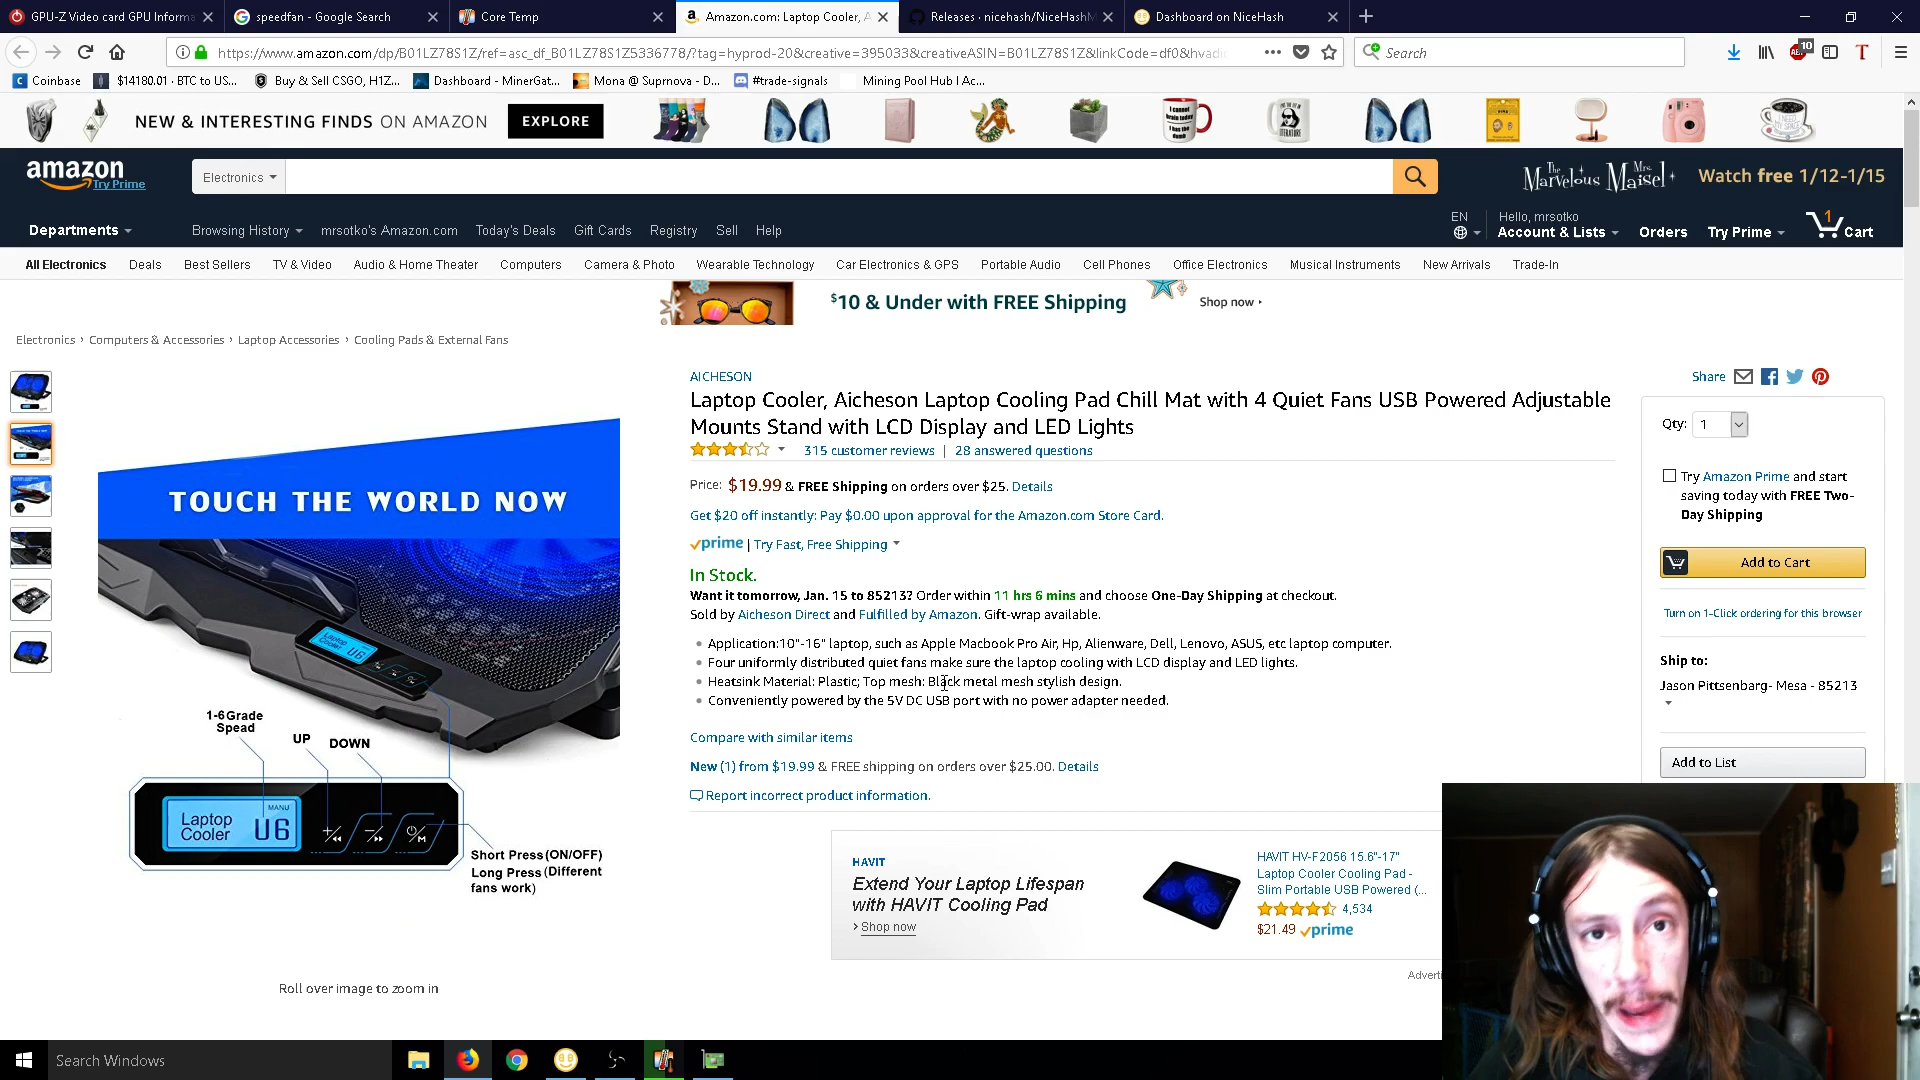 GPU-Z Video card GPU Informa
speedfan - Google Search
Core Temp
Amazon.com: Laptop Cooler, A
Releases · nicehash/NiceHashM
Dashboard on NiceHash
https://www.amazon.com/dp/B01LZ78S1Z/ref=asc_df_B01LZ78S1Z5336778/?tag=hyprod-20&creative=395033&creativeASIN=B01LZ78S1Z&linkCode=df0&hvadi
Search
10
Coinbase
$14180.01 - BTC to US...
Buy & Sell CSGO, H1Z...
Dashboard - MinerGat...
Mona @ Suprnova - D...
#trade-signals
Mining Pool Hub | Ac...
NEW & INTERESTING FINDS ON AMAZON
EXPLORE
amazon
Try Prime
Electronics
The Marvelous Mrs. Maisel
Watch free 1/12-1/15
Departments
Browsing History
mrsotko's Amazon.com
Today's Deals
Gift Cards
Registry
Sell
Help
EN
Hello, mrsotko
Account & Lists
Orders
Try Prime
1
Cart
All Electronics
Deals
Best Sellers
TV & Video
Audio & Home Theater
Computers
Camera & Photo
Wearable Technology
Car Electronics & GPS
Portable Audio
Cell Phones
Office Electronics
Musical Instruments
New Arrivals
Trade-In
$10 & Under with FREE Shipping
Shop now ›
Electronics › Computers & Accessories › Laptop Accessories › Cooling Pads & External Fans
TOUCH THE WORLD NOW
Laptop Cooler U6
1-6Grade
Spead
UP
DOWN
MANU
Laptop
Cooler
U6
Short Press(ON/OFF)
Long Press(Different
fans work)
Roll over image to zoom in
AICHESON
Laptop Cooler, Aicheson Laptop Cooling Pad Chill Mat with 4 Quiet Fans USB Powered Adjustable
Mounts Stand with LCD Display and LED Lights
315 customer reviews | 28 answered questions
Price: $19.99 & FREE Shipping on orders over $25. Details
Get $20 off instantly: Pay $0.00 upon approval for the Amazon.com Store Card.
prime | Try Fast, Free Shipping
In Stock.
Want it tomorrow, Jan. 15 to 85213? Order within 11 hrs 6 mins and choose One-Day Shipping at checkout.
Sold by Aicheson Direct and Fulfilled by Amazon. Gift-wrap available.
Application:10"-16" laptop, such as Apple Macbook Pro Air, Hp, Alienware, Dell, Lenovo, ASUS, etc laptop computer.
Four uniformly distributed quiet fans make sure the laptop cooling with LCD display and LED lights.
Heatsink Material: Plastic; Top mesh: Black metal mesh stylish design.
Conveniently powered by the 5V DC USB port with no power adapter needed.
Compare with similar items
New (1) from $19.99 & FREE shipping on orders over $25.00. Details
Report incorrect product information.
HAVIT
Extend Your Laptop Lifespan
with HAVIT Cooling Pad
› Shop now
HAVIT HV-F2056 15.6"-17"
Laptop Cooler Cooling Pad -
Slim Portable USB Powered (...
4,534
$21.49 prime
Adverti
Share
Qty: 1
Try Amazon Prime and start
saving today with FREE Two-
Day Shipping
Add to Cart
Turn on 1-Click ordering for this browser
Ship to:
Jason Pittsenbarg- Mesa - 85213
Add to List
Search Windows